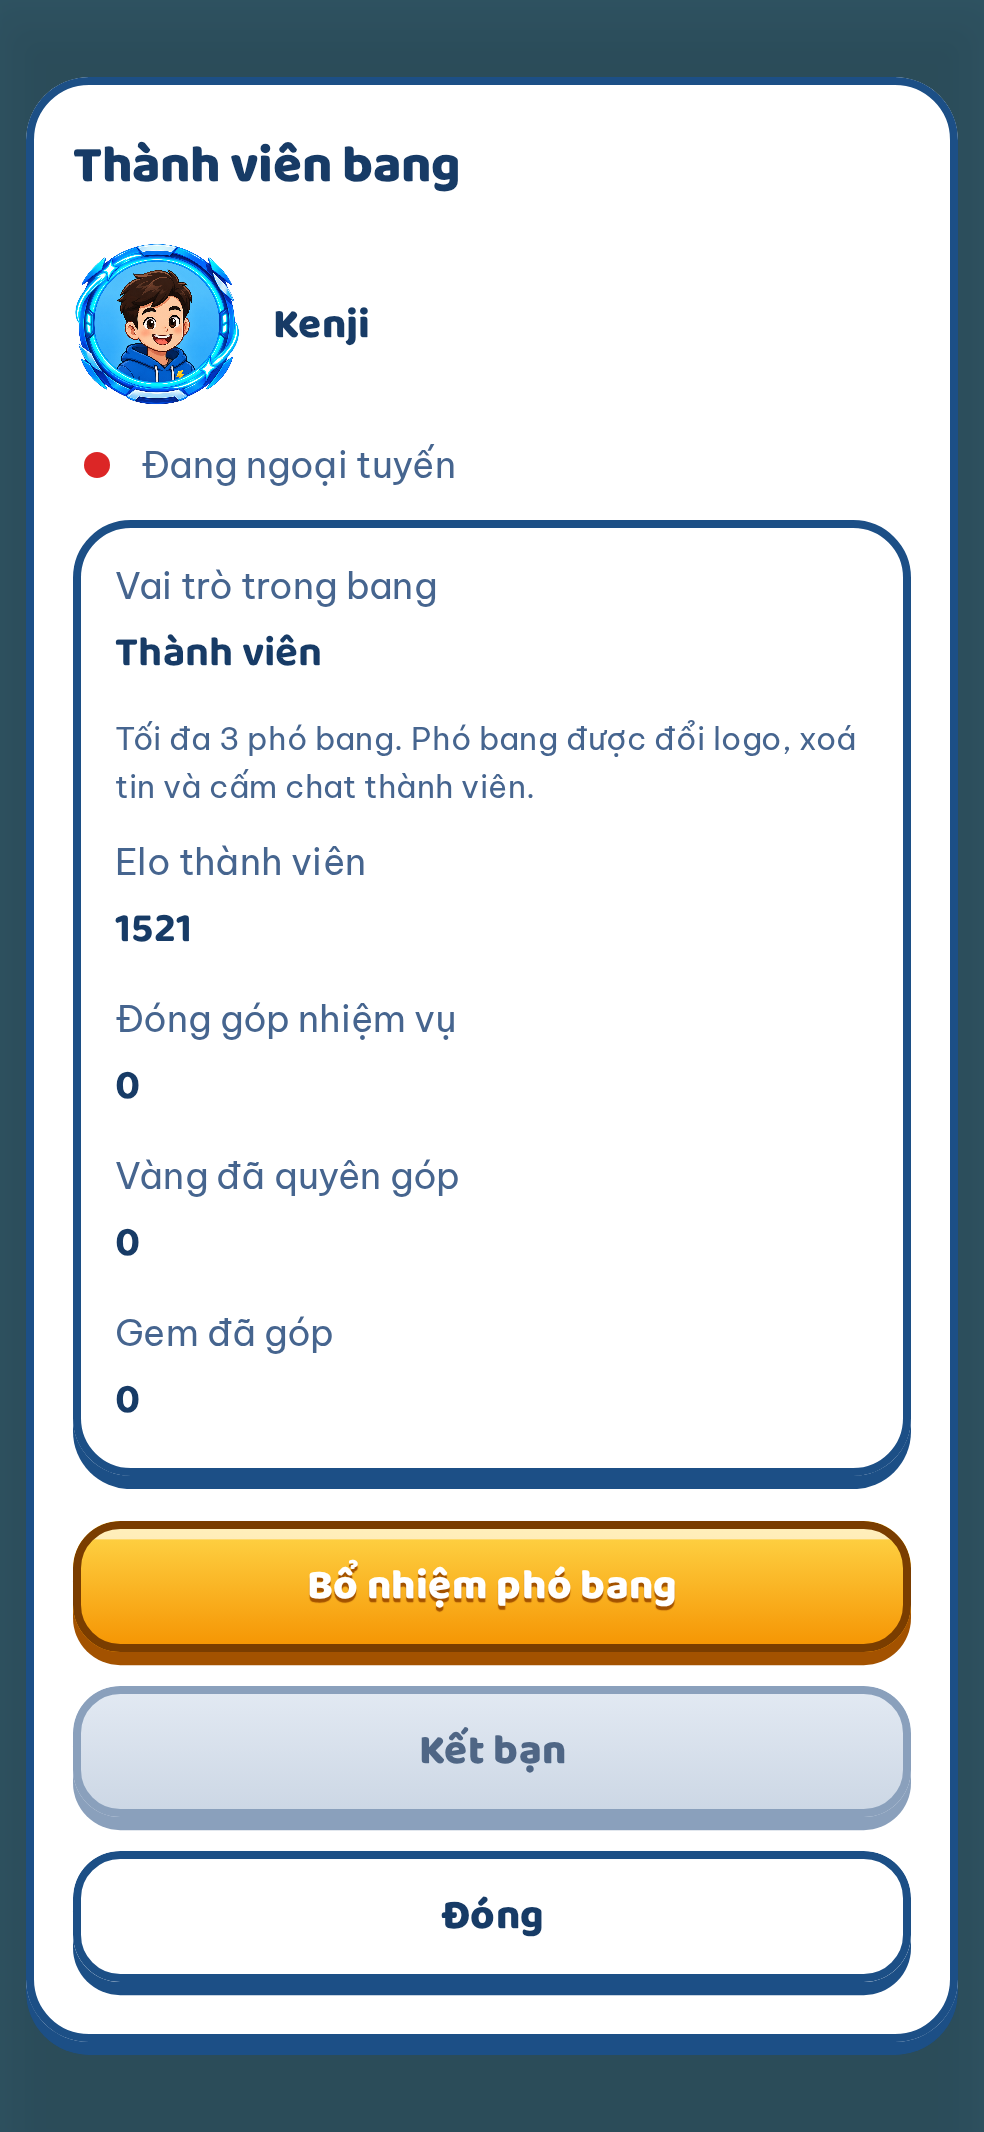 Thành viên bang
Kenji
Đang ngoại tuyến
Vai trò trong bang
Thành viên
Tối đa 3 phó bang. Phó bang được đổi logo, xoá
tin và cấm chat thành viên.
Elo thành viên
1521
Đóng góp nhiệm vụ
0
Vàng đã quyên góp
0
Gem đã góp
0
Bổ nhiệm phó bang
Kết bạn
Đóng